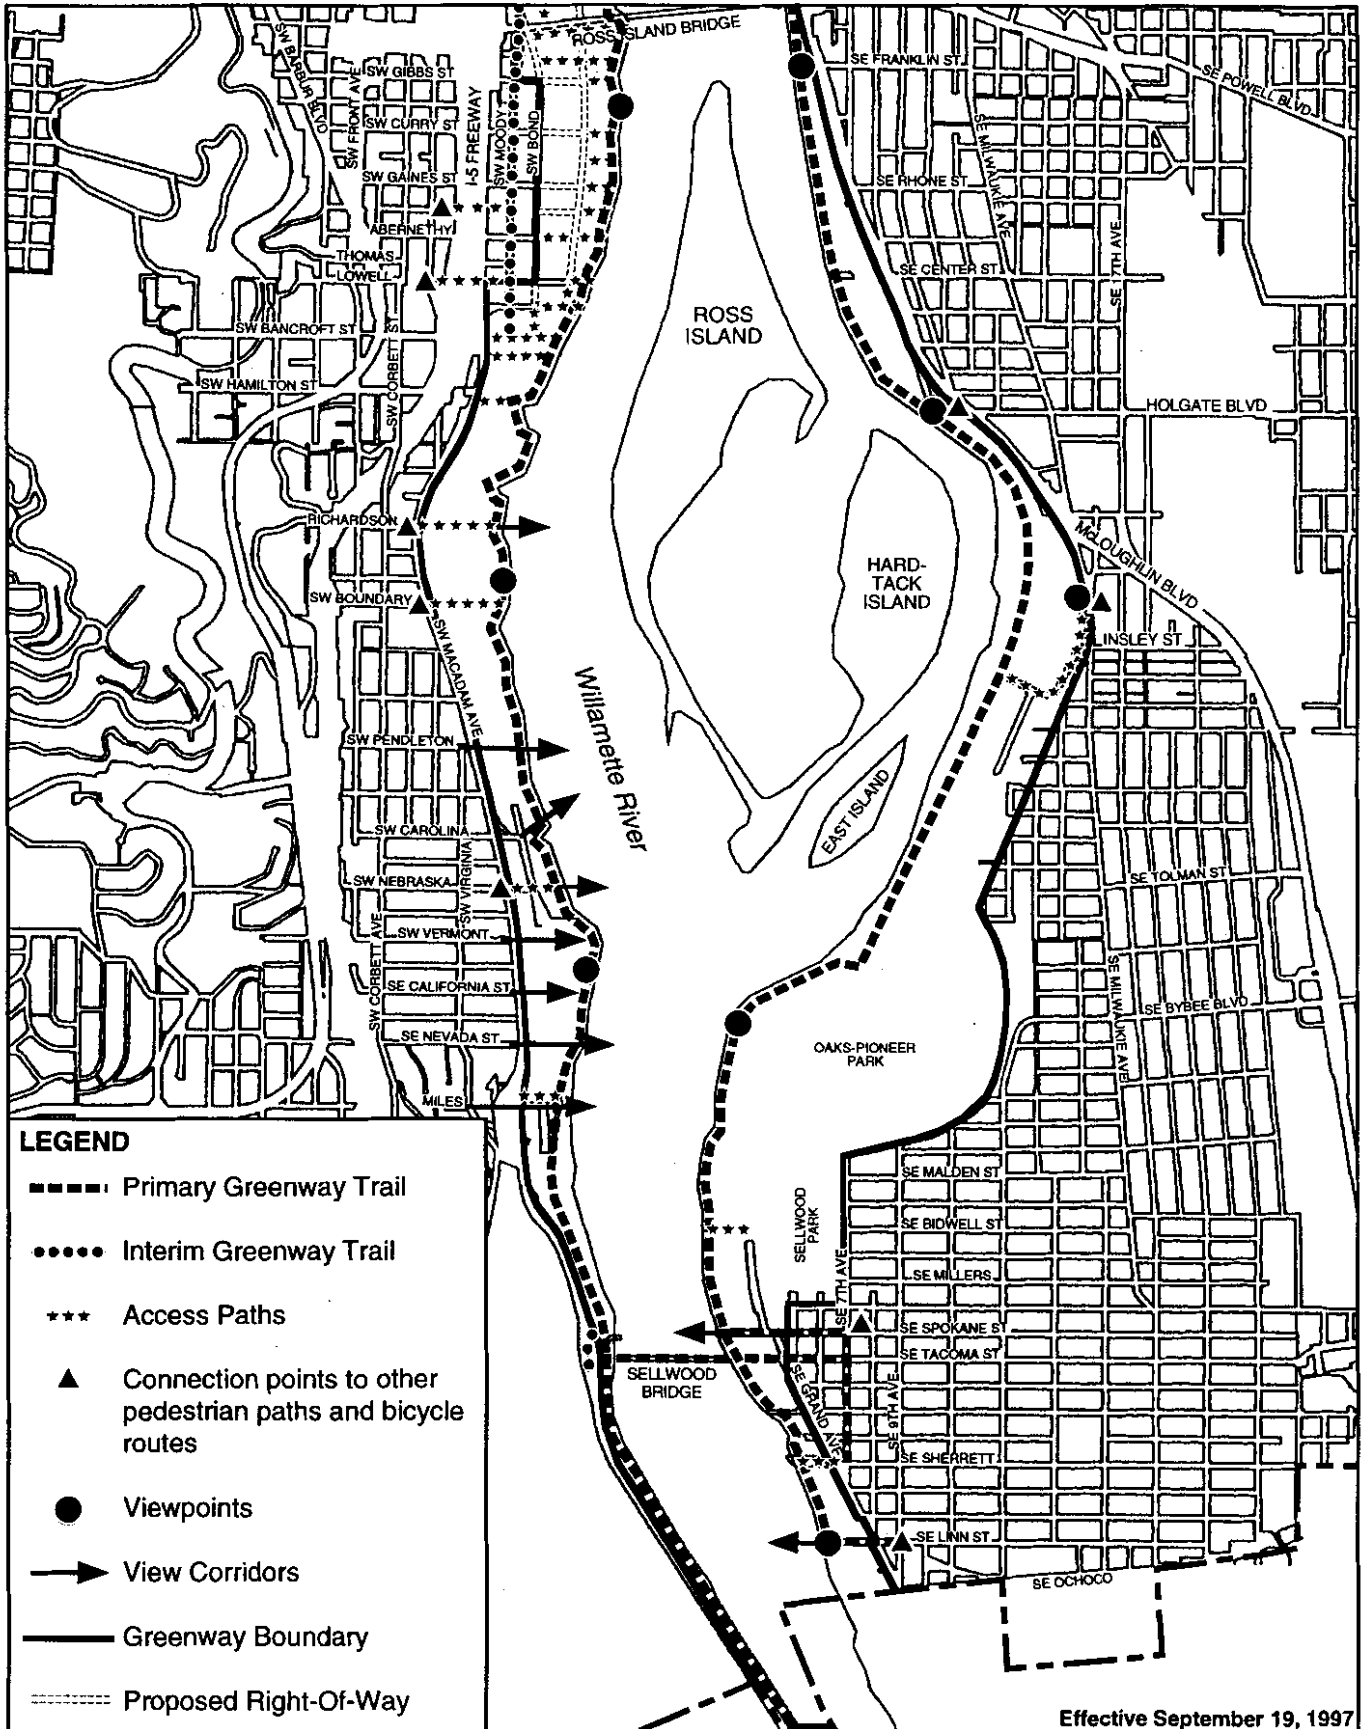 ROSS ISLAND BRIDGE
SW BARBUR BLVD
SW FRONT AVE
SW GIBBS ST
SW CURRY ST
SW GAINES ST
I-5 FREEWAY
SW MOODY
SW BOND
ABERNETHY
THOMAS
LOWELL
SW BANCROFT ST
SW HAMILTON ST
SW CORBETT ST
RICHARDSON
SW BOUNDARY
SW MACADAM AVE
SW PENDLETON
SW CAROLINA
SW VIRGINIA
SW NEBRASKA
SW CORBETT AVE
SW VERMONT
SE CALIFORNIA ST
SE NEVADA ST
MILES
Willamette River
ROSS
ISLAND
HARD-
TACK
ISLAND
EAST ISLAND
SE FRANKLIN ST
SE POWELL BLVD
SE MILWAUKIE AVE
SE RHONE ST
SE 17TH AVE
SE CENTER ST
HOLGATE BLVD
McLOUGHLIN BLVD
LINSLEY ST
SE TOLMAN ST
SE MILWAUKIE AVE
SE BYBEE BLVD
OAKS-PIONEER
PARK
SE MALDEN ST
SELLWOOD
PARK
SE BIDWELL ST
SE 7TH AVE
SE MILLERS
SE SPOKANE ST
SE TACOMA ST
SELLWOOD
BRIDGE
SE GRAND AVE
SE 9TH AVE
SE SHERRETT
SE LINN ST
SE OCHOCO
LEGEND
Primary Greenway Trail
Interim Greenway Trail
Access Paths
Connection points to other
pedestrian paths and bicycle
routes
Viewpoints
View Corridors
Greenway Boundary
Proposed Right-Of-Way
Effective September 19, 1997